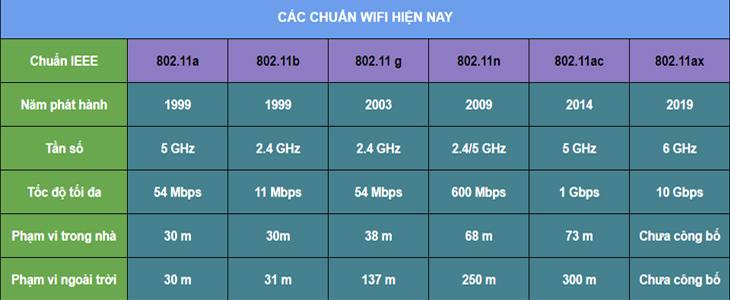 CÁC CHUẨN WIFI HIỆN NAY
Chuẩn IEEE 802.11a 802.11b 802.11 g 802.11n 802.11ac 802.11ax
Năm phát hành 1999 1999 2003 2009 2014 2019
Tần số 5 GHz 2.4 GHz 2.4 GHz 2.4/5 GHz 5 GHz 6 GHz
Tốc độ tối đa 54 Mbps 11 Mbps 54 Mbps 600 Mbps 1 Gbps 10 Gbps
Phạm vi trong nhà 30 m 30m 38 m 68 m 73 m Chưa công bố
Phạm vi ngoài trời 30 m 31 m 137 m 250 m 300 m Chưa công bố